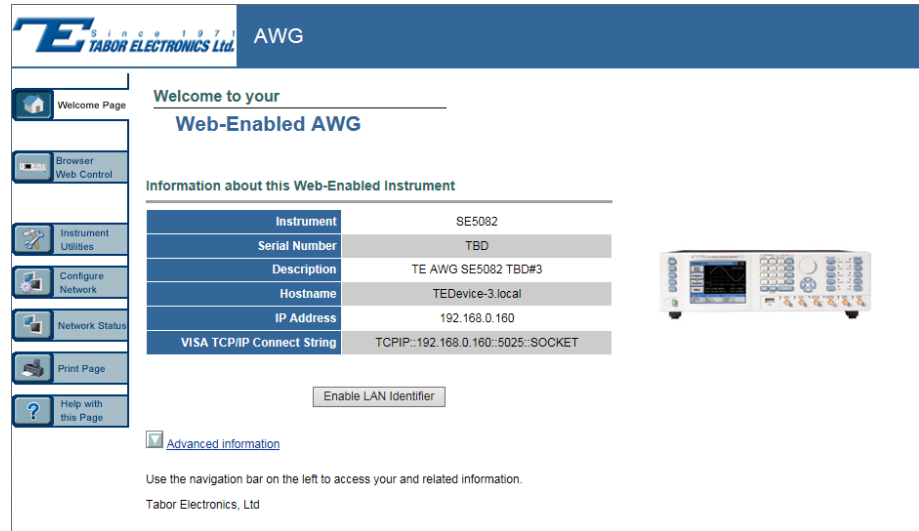 Since 1971
TABOR ELECTRONICS Ltd.
AWG
Welcome Page
Browser
Web Control
Instrument
Utilities
Configure
Network
Network Status
Print Page
Help with
this Page
Welcome to your
Web-Enabled AWG
Information about this Web-Enabled Instrument
Instrument SE5082
Serial Number TBD
Description TE AWG SE5082 TBD#3
Hostname TEDevice-3.local
IP Address 192.168.0.160
VISA TCP/IP Connect String TCPIP::192.168.0.160::5025::SOCKET
Enable LAN Identifier
Advanced information
Use the navigation bar on the left to access your and related information.
Tabor Electronics, Ltd